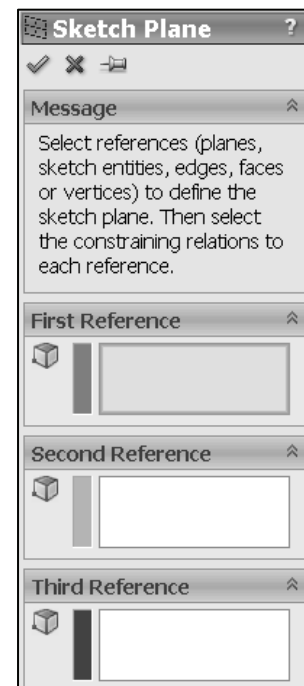 Sketch Plane ?
Message
Select references (planes,
sketch entities, edges, faces
or vertices) to define the
sketch plane. Then select
the constraining relations to
each reference.
First Reference
Second Reference
Third Reference